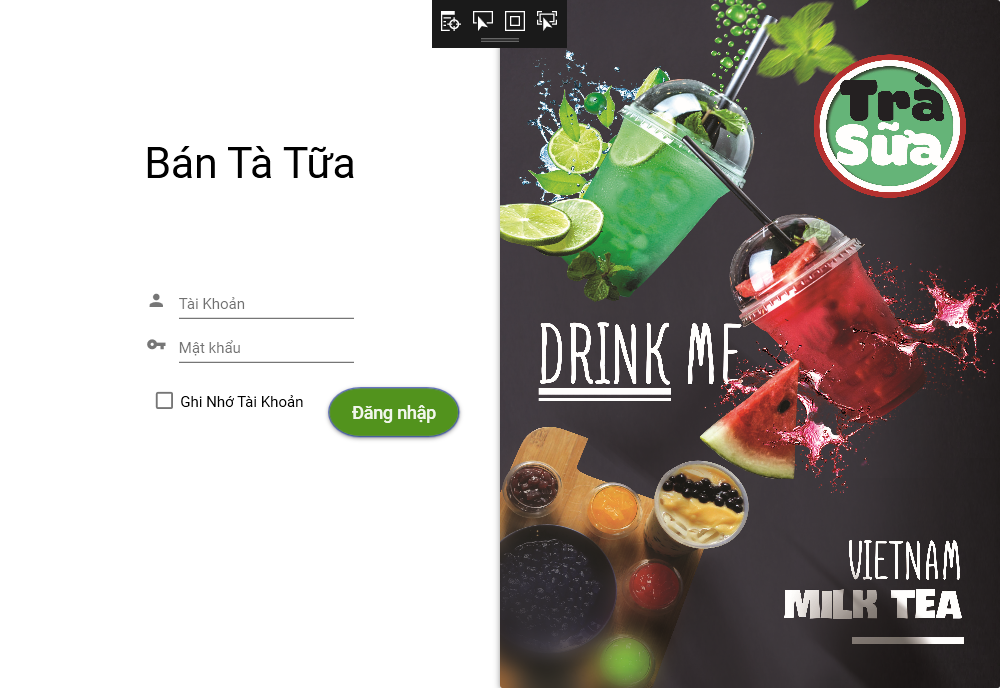 Bán Tà Tữa
Tài Khoản
Mật khẩu
Ghi Nhớ Tài Khoản
Đăng nhập
Trà
Sữa
DRINK ME
VIETNAM
MILK TEA